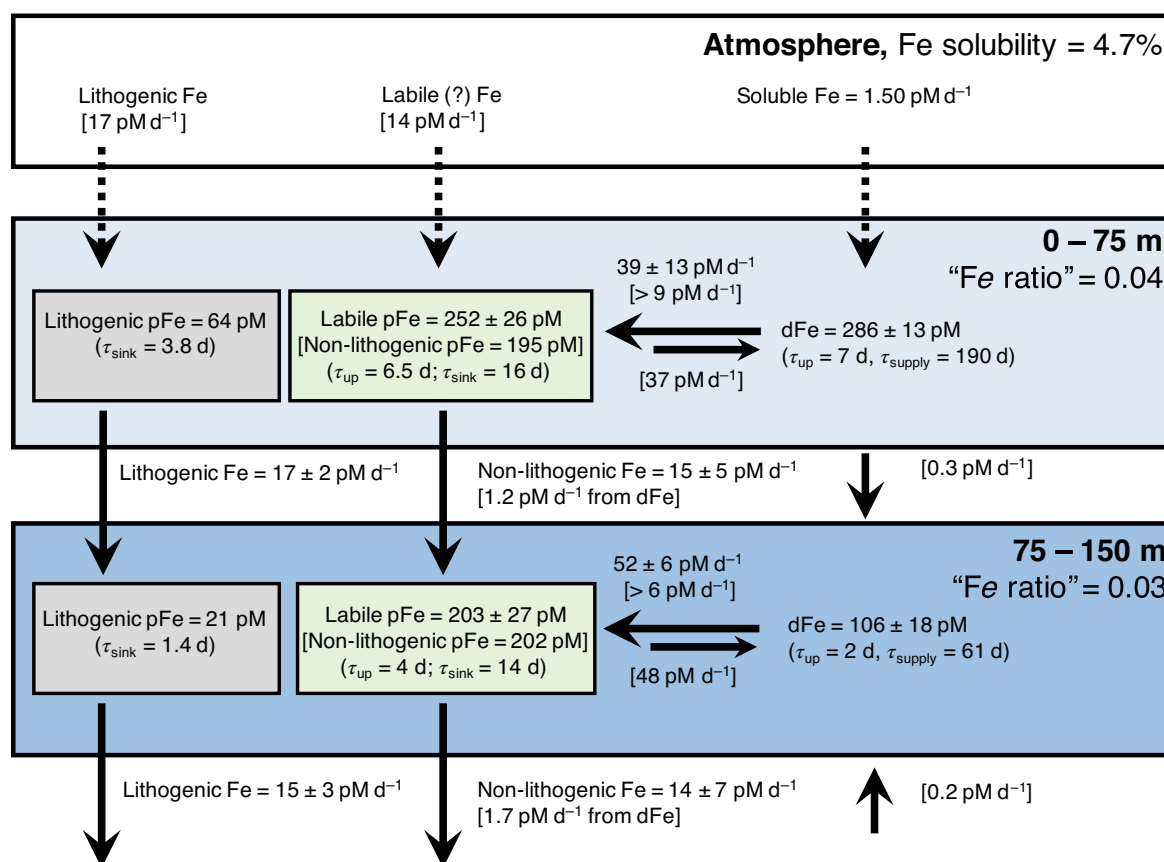 Atmosphere, Fe solubility = 4.7%
Lithogenic Fe
[17 pM d⁻¹]
Labile (?) Fe
[14 pM d⁻¹]
Soluble Fe = 1.50 pM d⁻¹
0 – 75 m
“Fe ratio” = 0.04
39 ± 13 pM d⁻¹
[> 9 pM d⁻¹]
Lithogenic pFe = 64 pM
(τsink = 3.8 d)
Labile pFe = 252 ± 26 pM
[Non-lithogenic pFe = 195 pM]
(τup = 6.5 d; τsink = 16 d)
dFe = 286 ± 13 pM
(τup = 7 d, τsupply = 190 d)
[37 pM d⁻¹]
Lithogenic Fe = 17 ± 2 pM d⁻¹
Non-lithogenic Fe = 15 ± 5 pM d⁻¹
[1.2 pM d⁻¹ from dFe]
[0.3 pM d⁻¹]
75 – 150 m
“Fe ratio” = 0.03
52 ± 6 pM d⁻¹
[> 6 pM d⁻¹]
Lithogenic pFe = 21 pM
(τsink = 1.4 d)
Labile pFe = 203 ± 27 pM
[Non-lithogenic pFe = 202 pM]
(τup = 4 d; τsink = 14 d)
dFe = 106 ± 18 pM
(τup = 2 d, τsupply = 61 d)
[48 pM d⁻¹]
Lithogenic Fe = 15 ± 3 pM d⁻¹
Non-lithogenic Fe = 14 ± 7 pM d⁻¹
[1.7 pM d⁻¹ from dFe]
[0.2 pM d⁻¹]